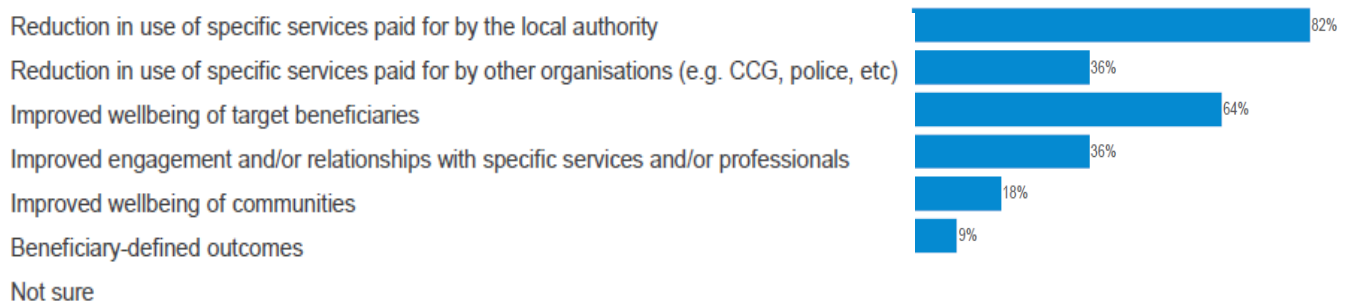 Reduction in use of specific services paid for by the local authority 82%
Reduction in use of specific services paid for by other organisations (e.g. CCG, police, etc) 36%
Improved wellbeing of target beneficiaries 64%
Improved engagement and/or relationships with specific services and/or professionals 36%
Improved wellbeing of communities 18%
Beneficiary-defined outcomes 9%
Not sure